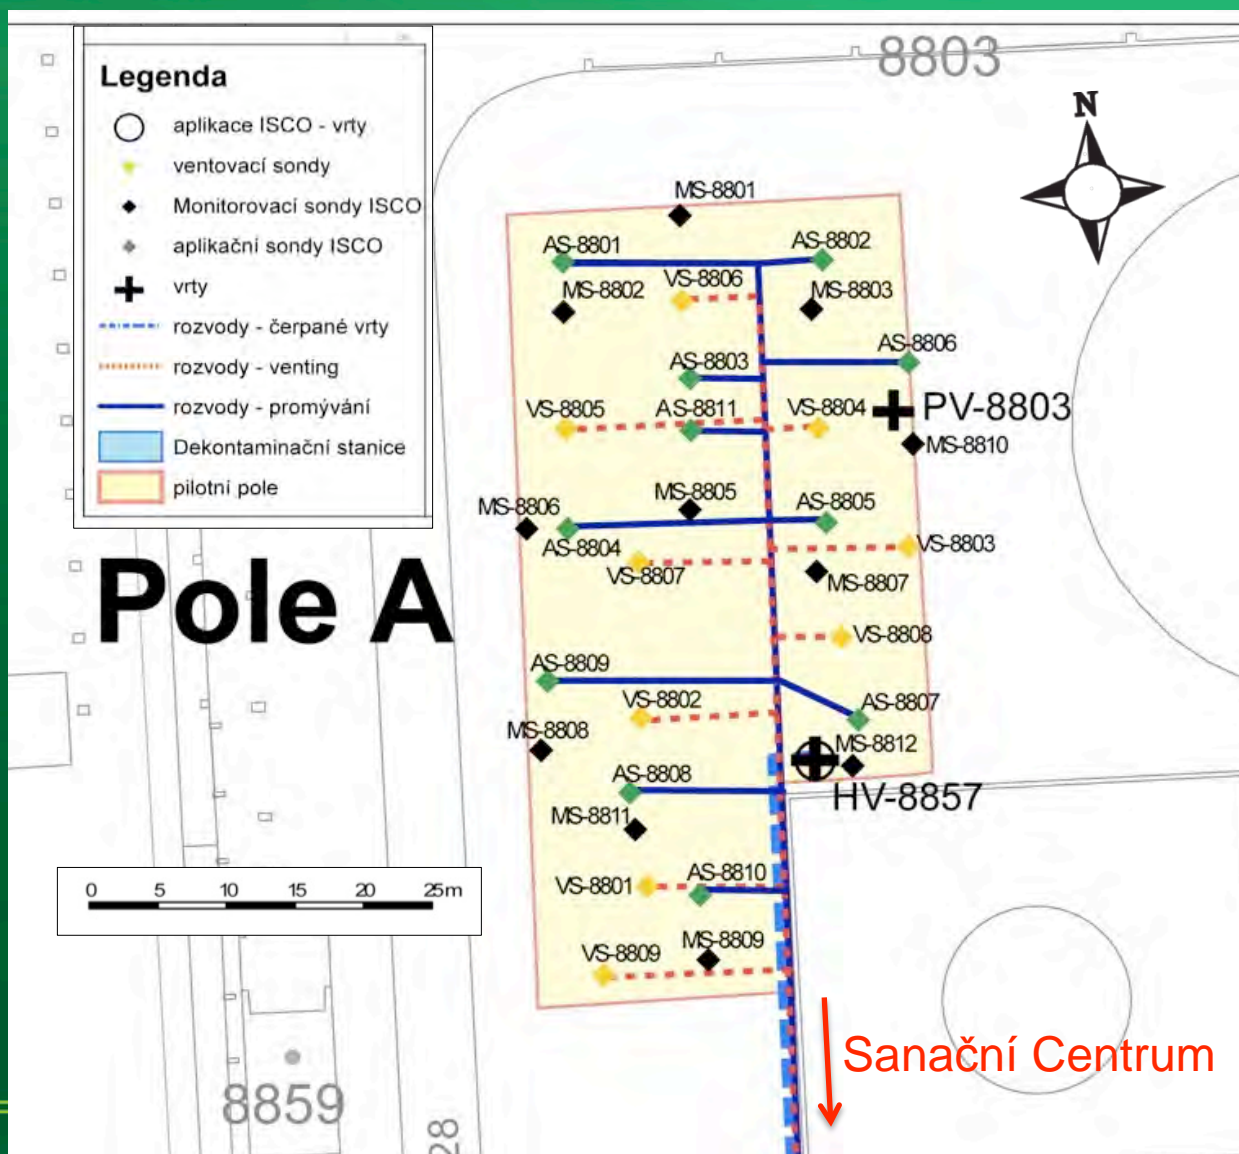 8803
Legenda
aplikace ISCO - vrty
ventovací sondy
Monitorovací sondy ISCO
aplikační sondy ISCO
vrty
rozvody - čerpané vrty
rozvody - venting
rozvody - promývání
Dekontaminační stanice
pilotní pole
N
MS-8801
AS-8801
AS-8802
VS-8806
MS-8802
MS-8803
AS-8803
AS-8806
VS-8805
AS-8811
VS-8804
PV-8803
MS-8810
MS-8805
MS-8806
AS-8805
AS-8804
VS-8803
VS-8807
MS-8807
Pole A
VS-8808
AS-8809
VS-8802
AS-8807
MS-8808
MS-8812
AS-8808
HV-8857
MS-8811
AS-8810
VS-8801
0 5 10 15 20 25m
MS-8809
VS-8809
Sanační Centrum
8859
28